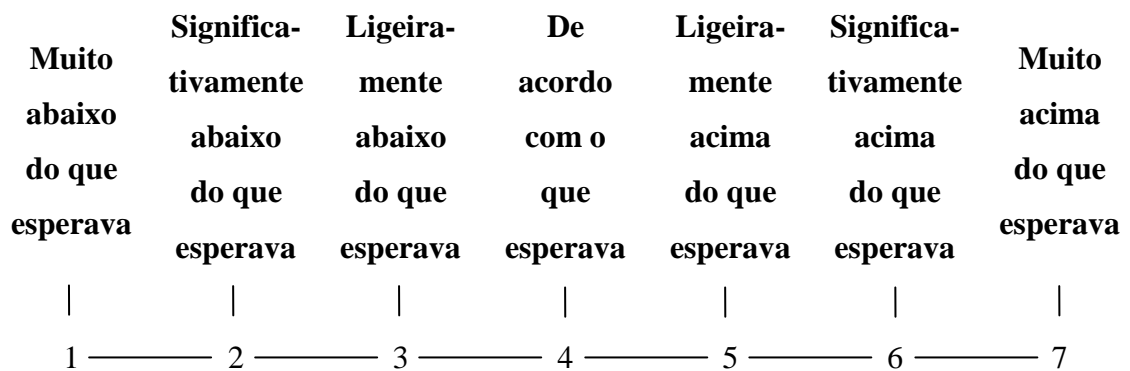 Muito
abaixo
do que
esperava
Significa-
tivamente
abaixo
do que
esperava
Ligeira-
mente
abaixo
do que
esperava
De
acordo
com o
que
esperava
Ligeira-
mente
acima
do que
esperava
Significa-
tivamente
acima
do que
esperava
Muito
acima
do que
esperava
1 2 3 4 5 6 7